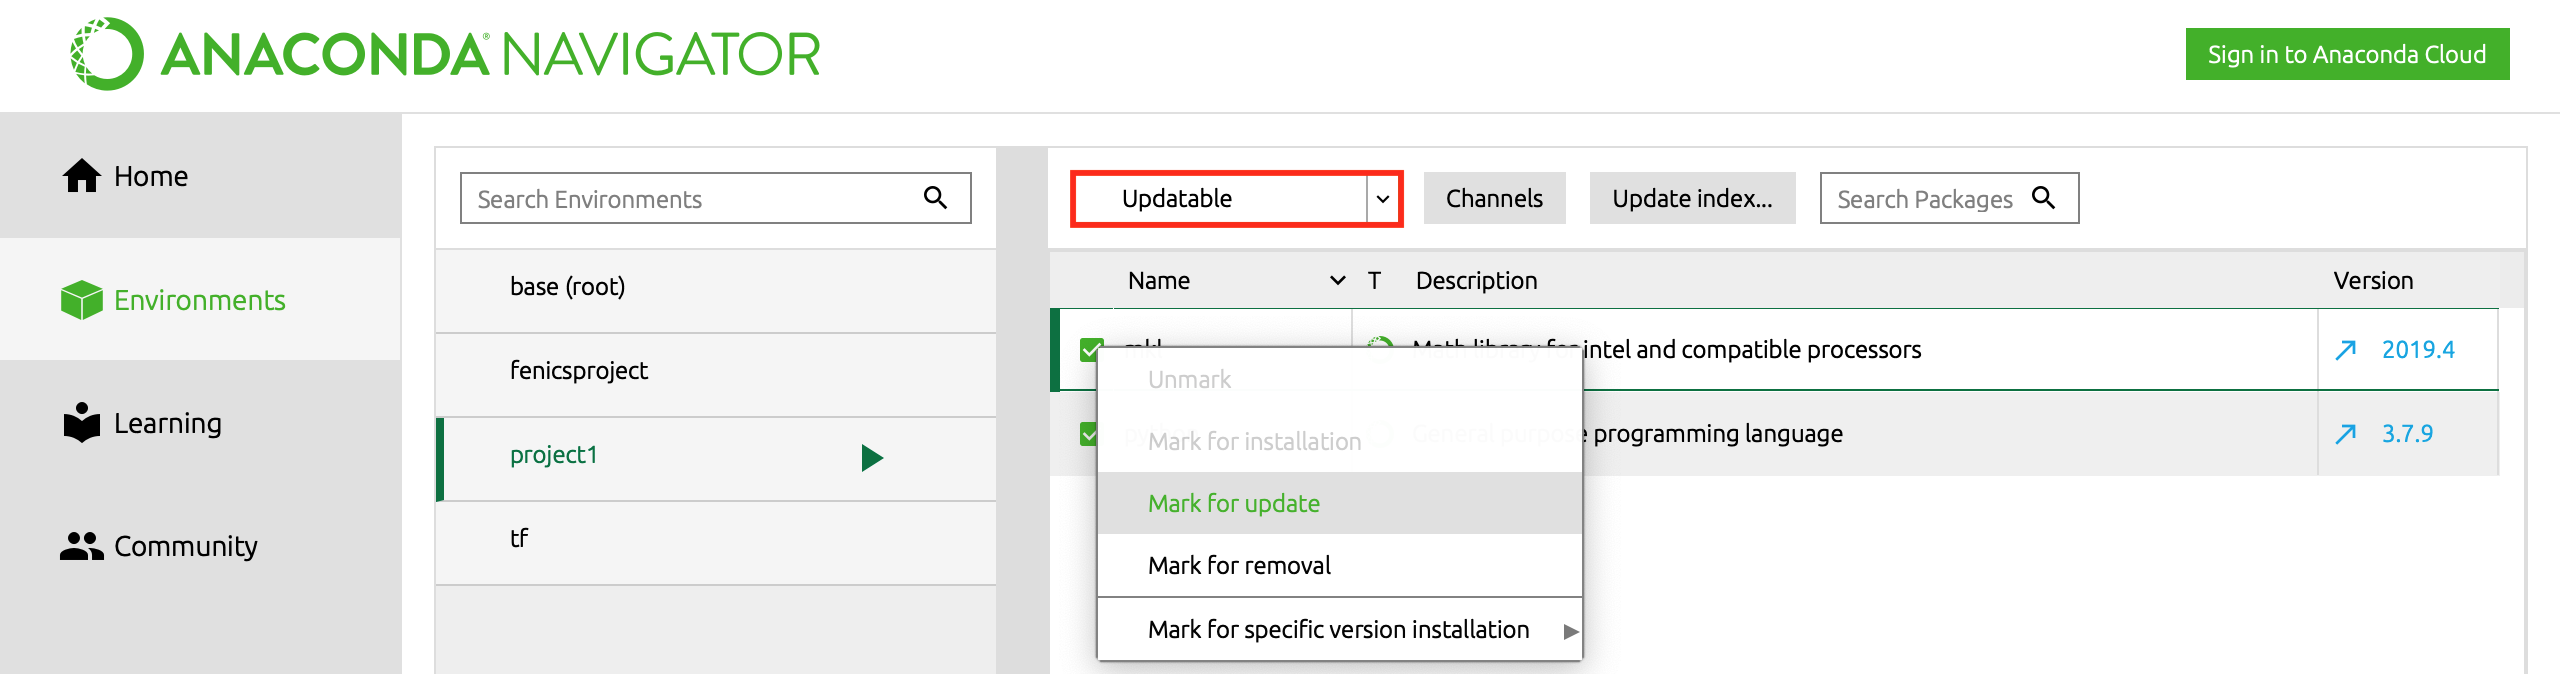 ANACONDA® NAVIGATOR
Sign in to Anaconda Cloud
Home
Environments
Learning
Community
Search Environments
base (root)
fenicsproject
project1
tf
Updatable
Channels
Update index...
Search Packages
Name T Description Version
mkl Math library for intel and compatible processors 2019.4
python General purpose programming language 3.7.9
Unmark
Mark for installation
Mark for update
Mark for removal
Mark for specific version installation